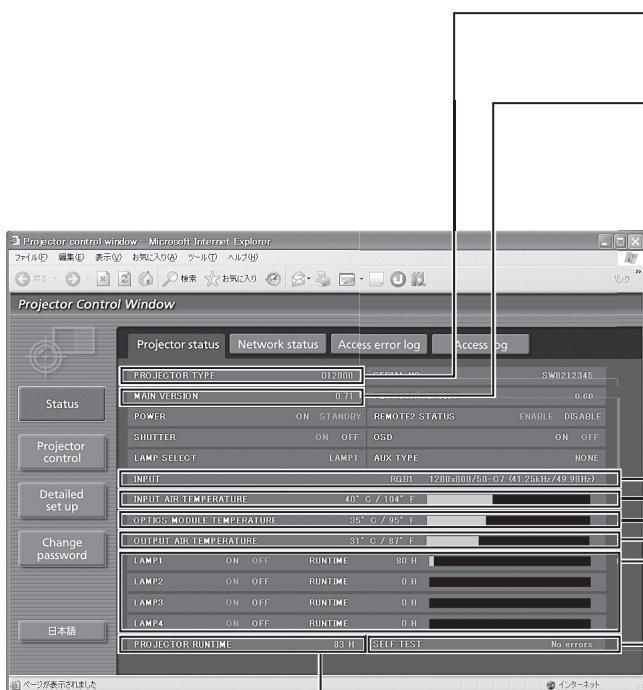 Projector control window - Microsoft Internet Explorer
ファイル(F) 編集(E) 表示(V) お気に入り(A) ツール(T) ヘルプ(H)
戻る 検索 お気に入り リンク
Projector Control Window
Projector status Network status Access error log Access log
Status
Projector control
Detailed set up
Change password
日本語
PROJECTOR TYPE D12000 SERIAL NO. SW8212345
MAIN VERSION 0.71 0.60
POWER ON STANDBY REMOTE2 STATUS ENABLE DISABLE
SHUTTER ON OFF OSD ON OFF
LAMP SELECT LAMP1 AUX TYPE NONE
INPUT RGB1 1280x800/50-C7 (41.25kHz/49.98Hz)
INPUT AIR TEMPERATURE 40° C / 104° F
OPTICS MODULE TEMPERATURE 35° C / 95° F
OUTPUT AIR TEMPERATURE 31° C / 87° F
LAMP1 ON OFF RUNTIME 80 H
LAMP2 ON OFF RUNTIME 0 H
LAMP3 ON OFF RUNTIME 0 H
LAMP4 ON OFF RUNTIME 0 H
PROJECTOR RUNTIME 83 H SELF TEST No errors
ページが表示されました インターネット